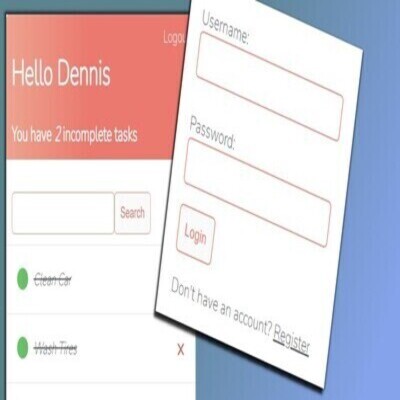 Logou
Hello Dennis
You have 2 incomplete tasks
Search
Clean Car
Wash Tires
Username:
Password:
Login
Don't have an account? Register